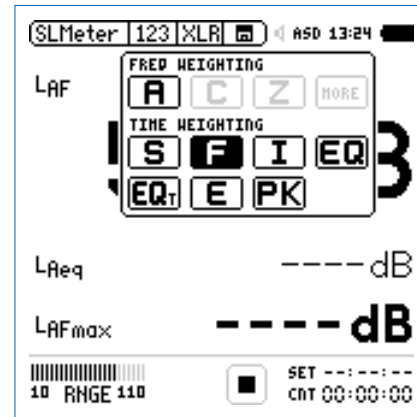 SLMeter 123 XLR ASD 13:24
LAF
FREQ WEIGHTING
A C Z MORE
TIME WEIGHTING
S F I EQ
EQT E PK
3
LAeq ----dB
LAFmax ----dB
10 RNGE 110
SET --:--:--
CNT 00:00:00